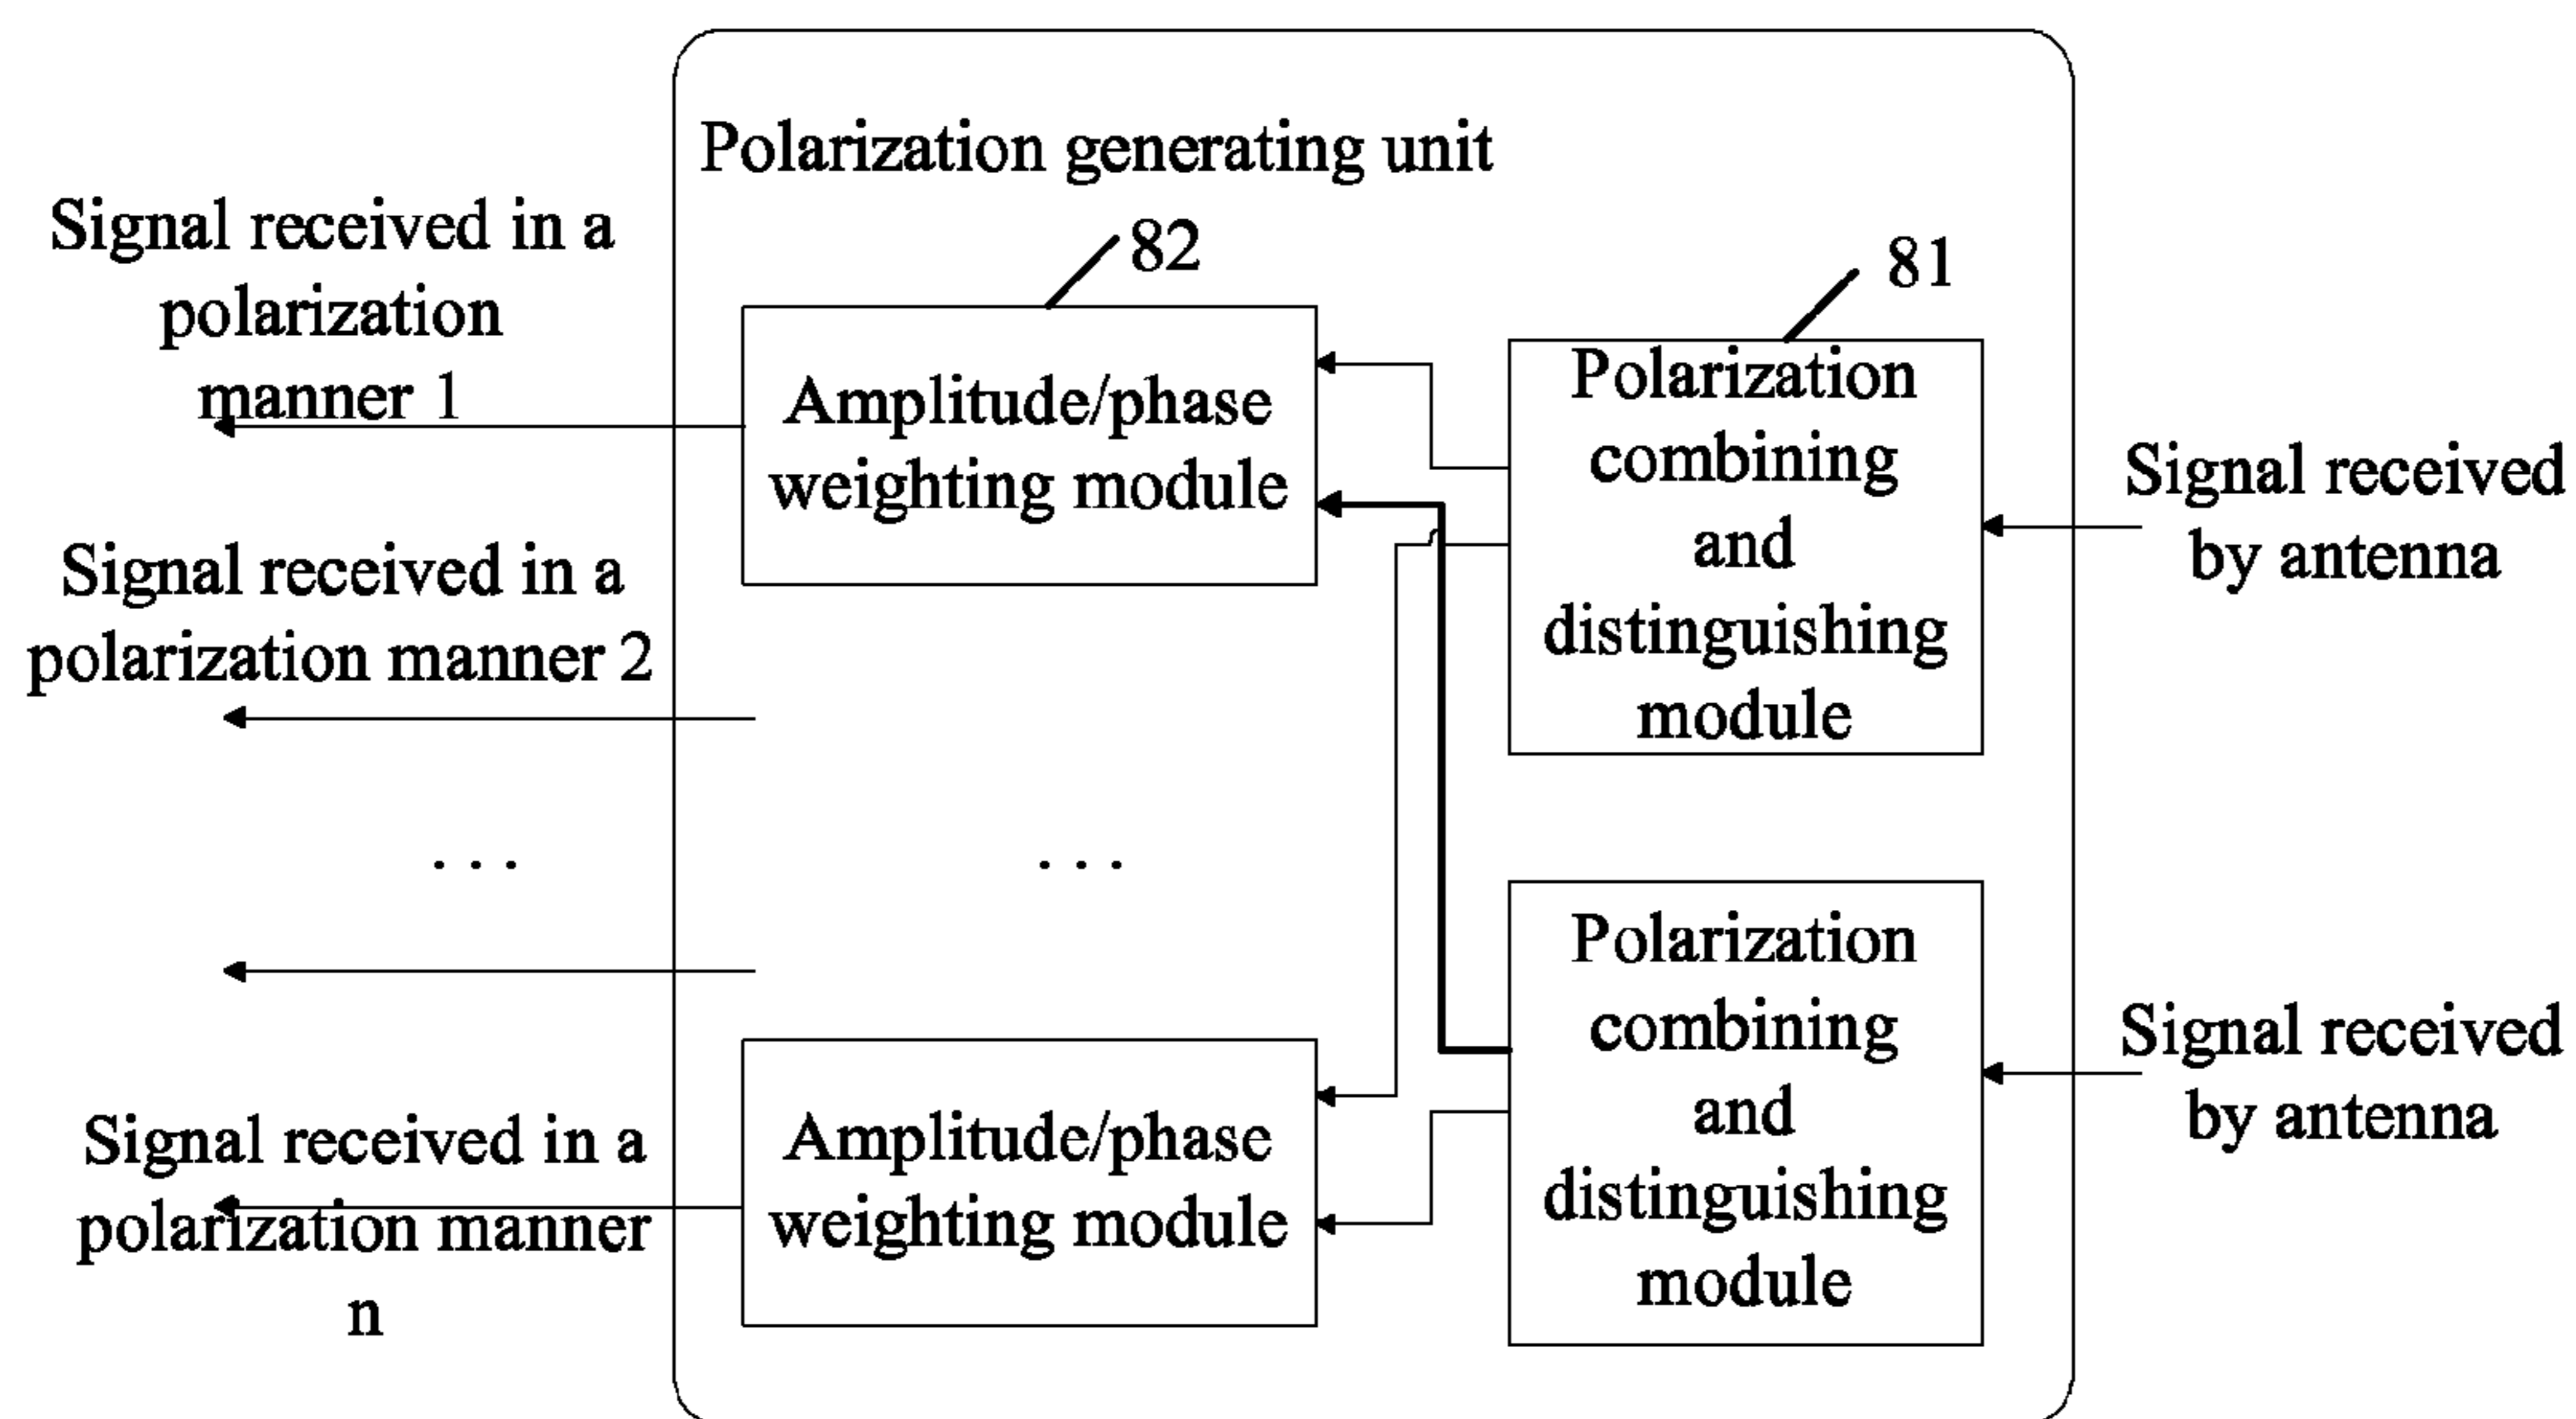 Polarization generating unit
Signal received in a
polarization
manner 1
82
81
Amplitude/phase
weighting module
Polarization
combining
and
distinguishing
module
Signal received
by antenna
Signal received in a
polarization manner 2
. . .
. . .
Polarization
combining
and
distinguishing
module
Signal received
by antenna
Signal received in a
polarization manner
n
Amplitude/phase
weighting module